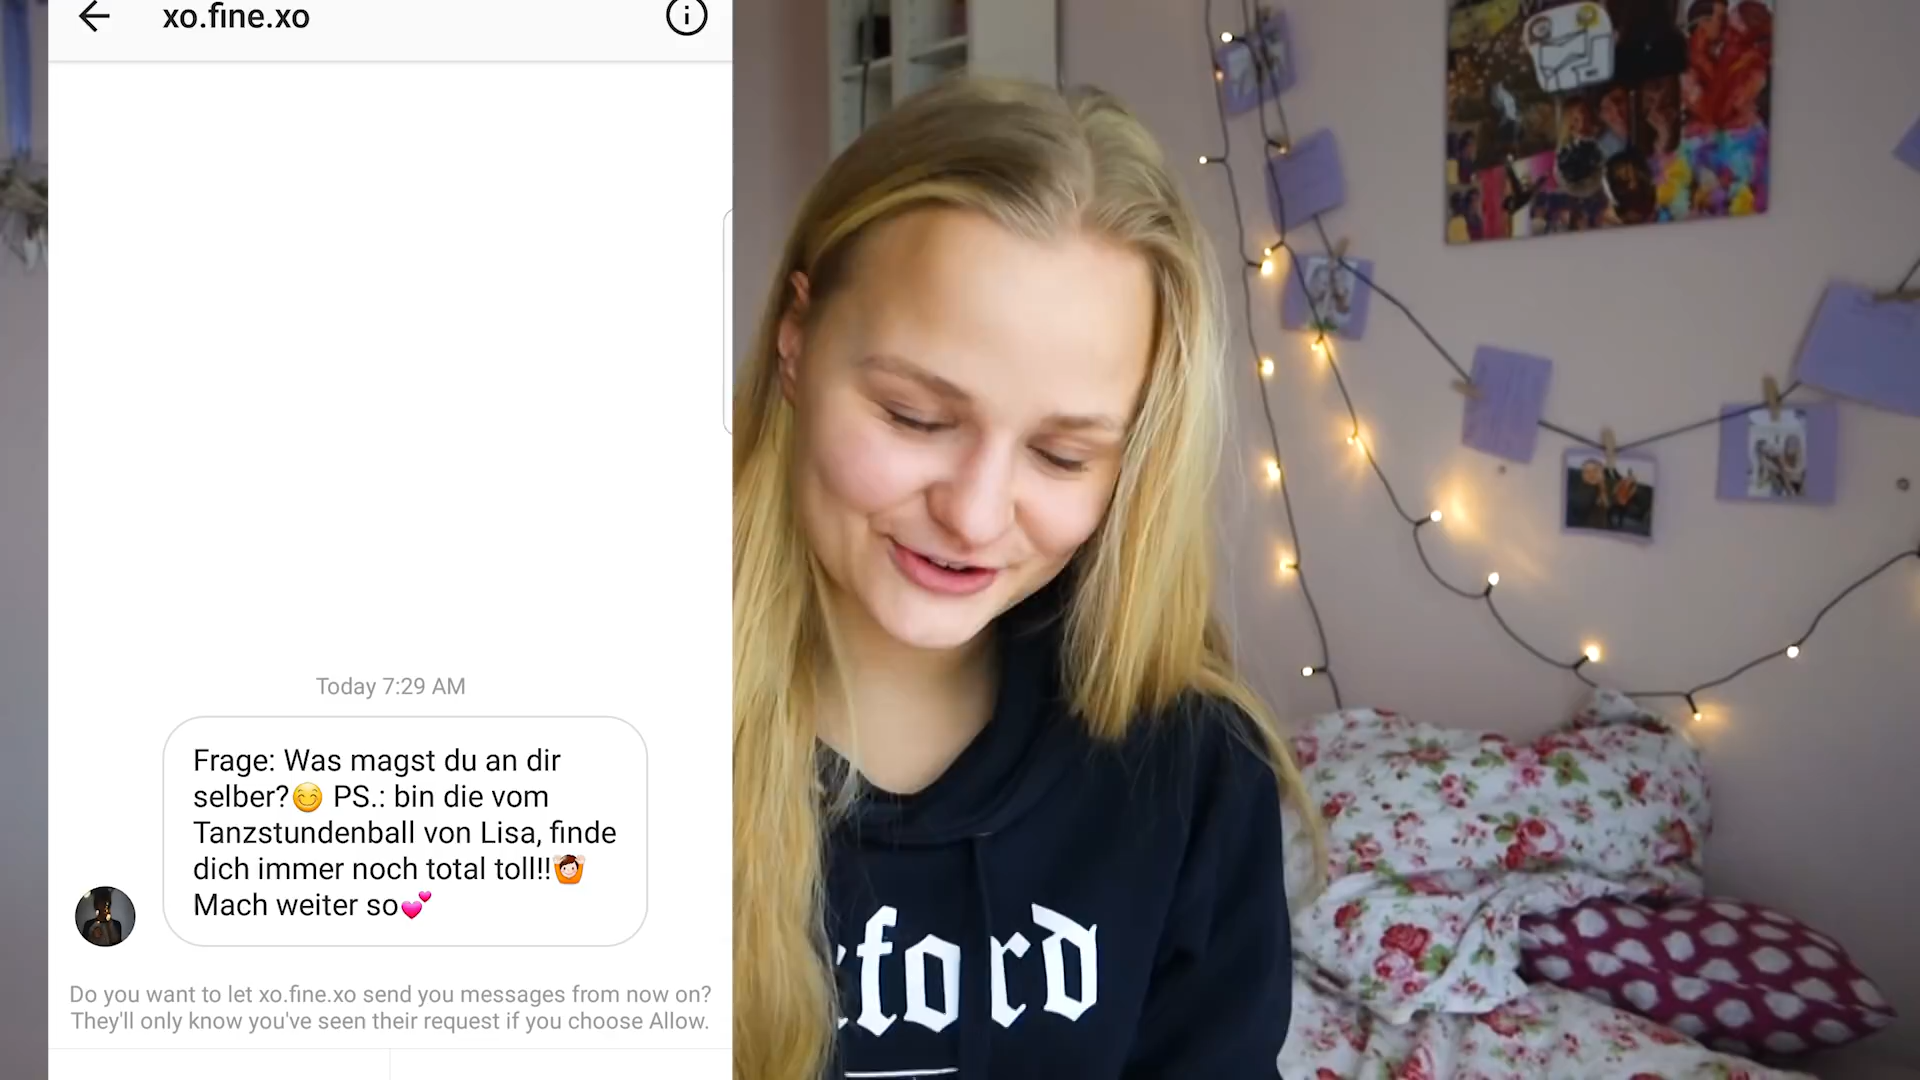 xo.fine.xo
Today 7:29 AM
Frage: Was magst du an dir
selber?😊 PS.: bin die vom
Tanzstundenball von Lisa, finde
dich immer noch total toll!!🙆
Mach weiter so💕
Do you want to let xo.fine.xo send you messages from now on?
They'll only know you've seen their request if you choose Allow.
ford